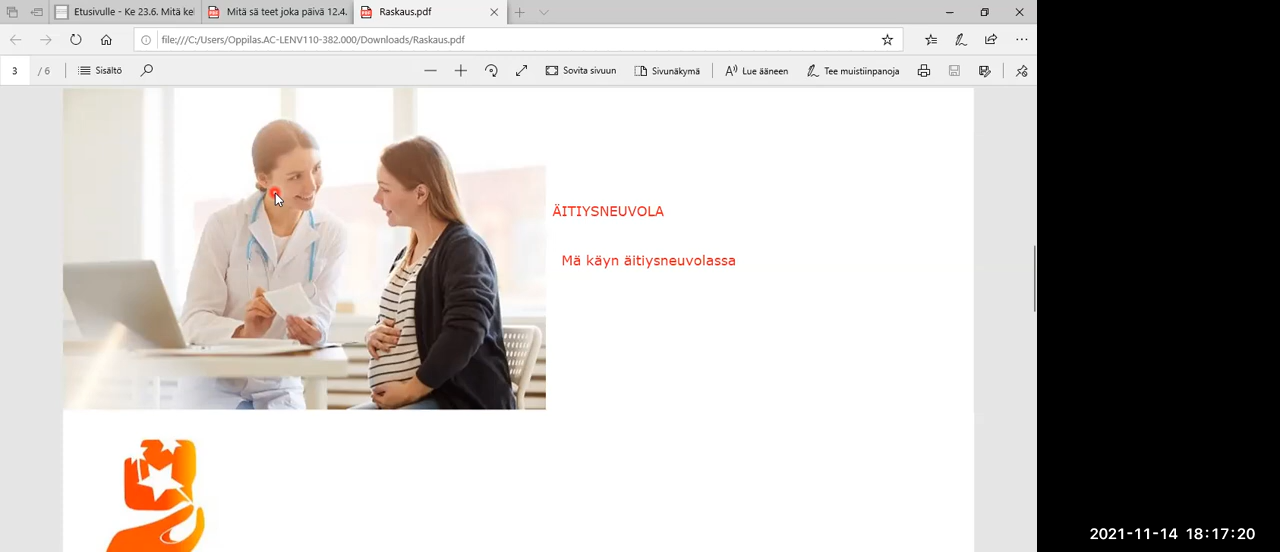 Etusivulle - Ke 23.6. Mitä ke
Mitä sä teet joka päivä 12.4.
Raskaus.pdf
file:///C:/Users/Oppilas.AC-LENV110-382.000/Downloads/Raskaus.pdf
3 / 6
Sisältö
Sovita sivuun
Sivunäkymä
Lue ääneen
Tee muistiinpanoja
ÄITIYSNEUVOLA
Mä käyn äitiysneuvolassa
2021-11-14 18:17:20